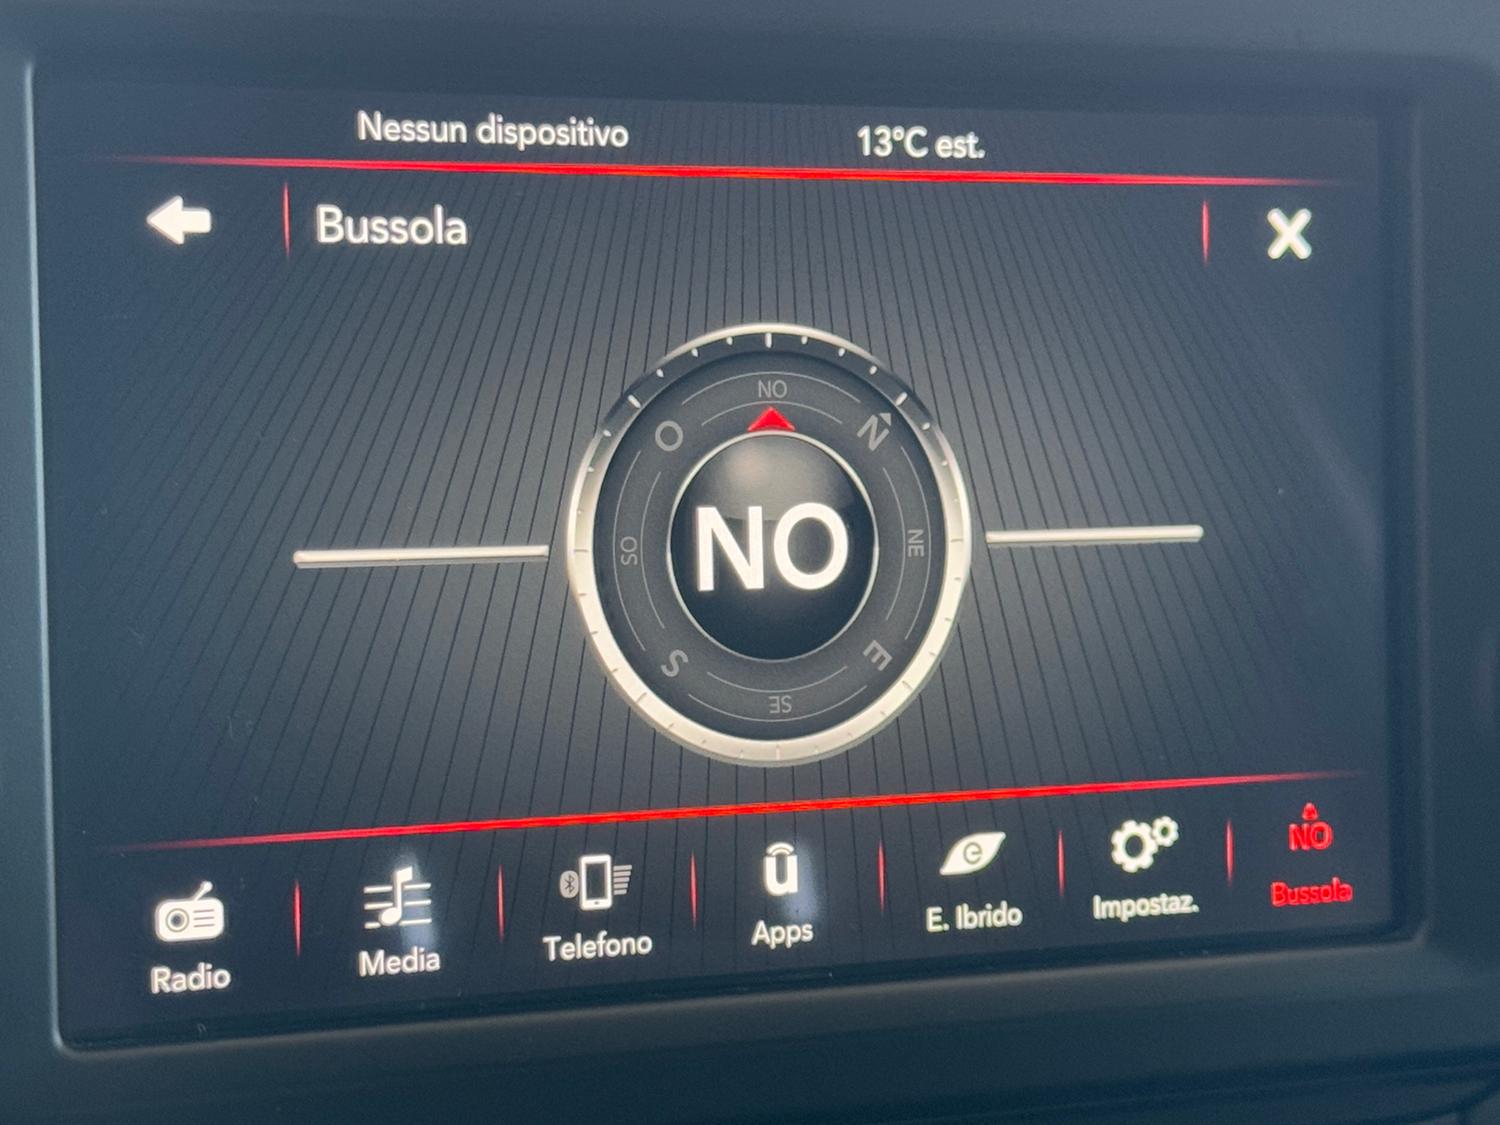 Nessun dispositivo
13°C est.
Bussola
NO
O
N
NO
SO
NE
S
E
SE
Radio
Media
Telefono
Apps
E. Ibrido
Impostaz.
NO
Bussola